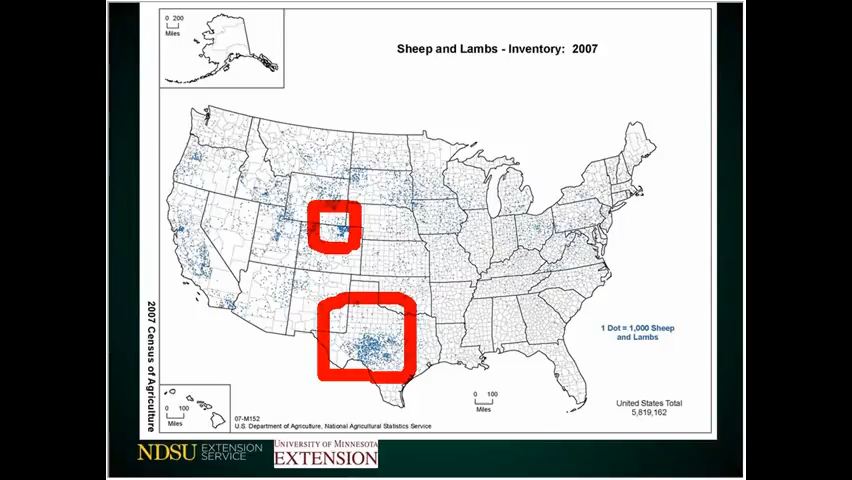 0 200
Miles
Sheep and Lambs - Inventory: 2007
2007 Census of Agriculture
1 Dot = 1,000 Sheep
and Lambs
0 100
Miles
0 100
Miles
United States Total
5,819,162
07-M152
U.S. Department of Agriculture, National Agricultural Statistics Service
NDSU EXTENSION
SERVICE
UNIVERSITY OF MINNESOTA
EXTENSION